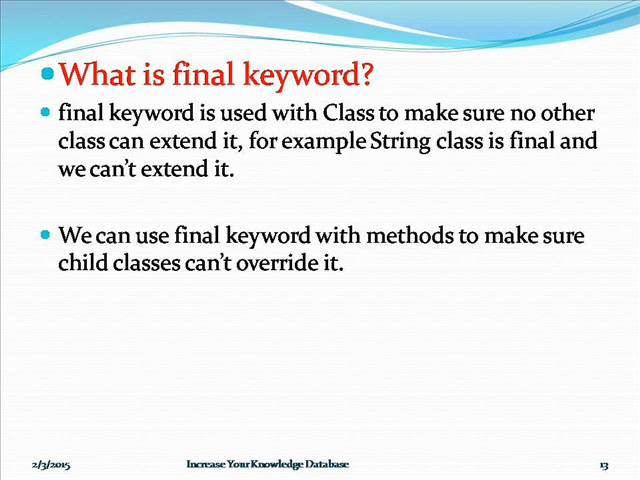 What is final keyword?
final keyword is used with Class to make sure no other
class can extend it, for example String class is final and
we can't extend it.
We can use final keyword with methods to make sure
child classes can't override it.
2/3/2015 Increase Your Knowledge Database 13